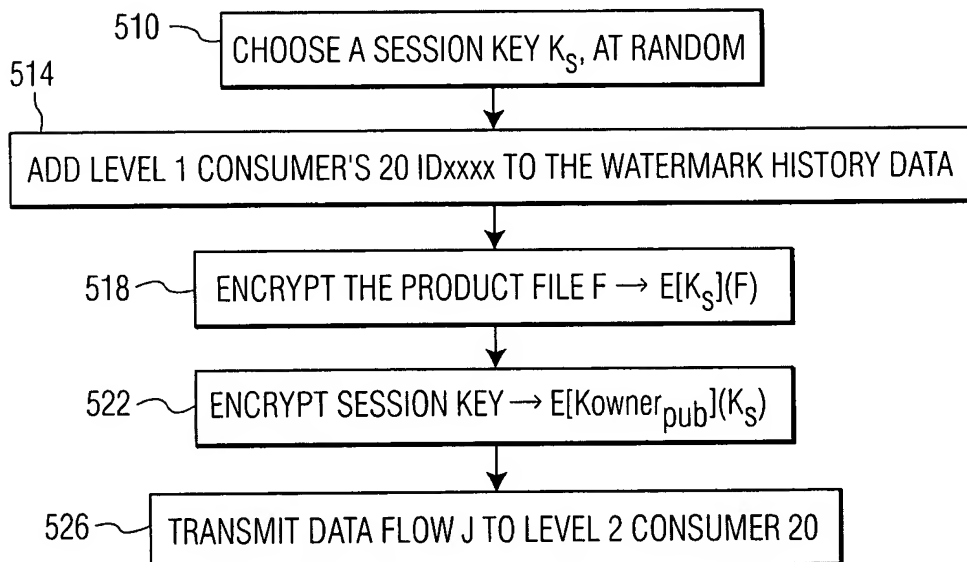 510
CHOOSE A SESSION KEY Ks, AT RANDOM
514
ADD LEVEL 1 CONSUMER'S 20 IDxxxx TO THE WATERMARK HISTORY DATA
518
ENCRYPT THE PRODUCT FILE F → E[Ks](F)
522
ENCRYPT SESSION KEY → E[Kownerpub](Ks)
526
TRANSMIT DATA FLOW J TO LEVEL 2 CONSUMER 20